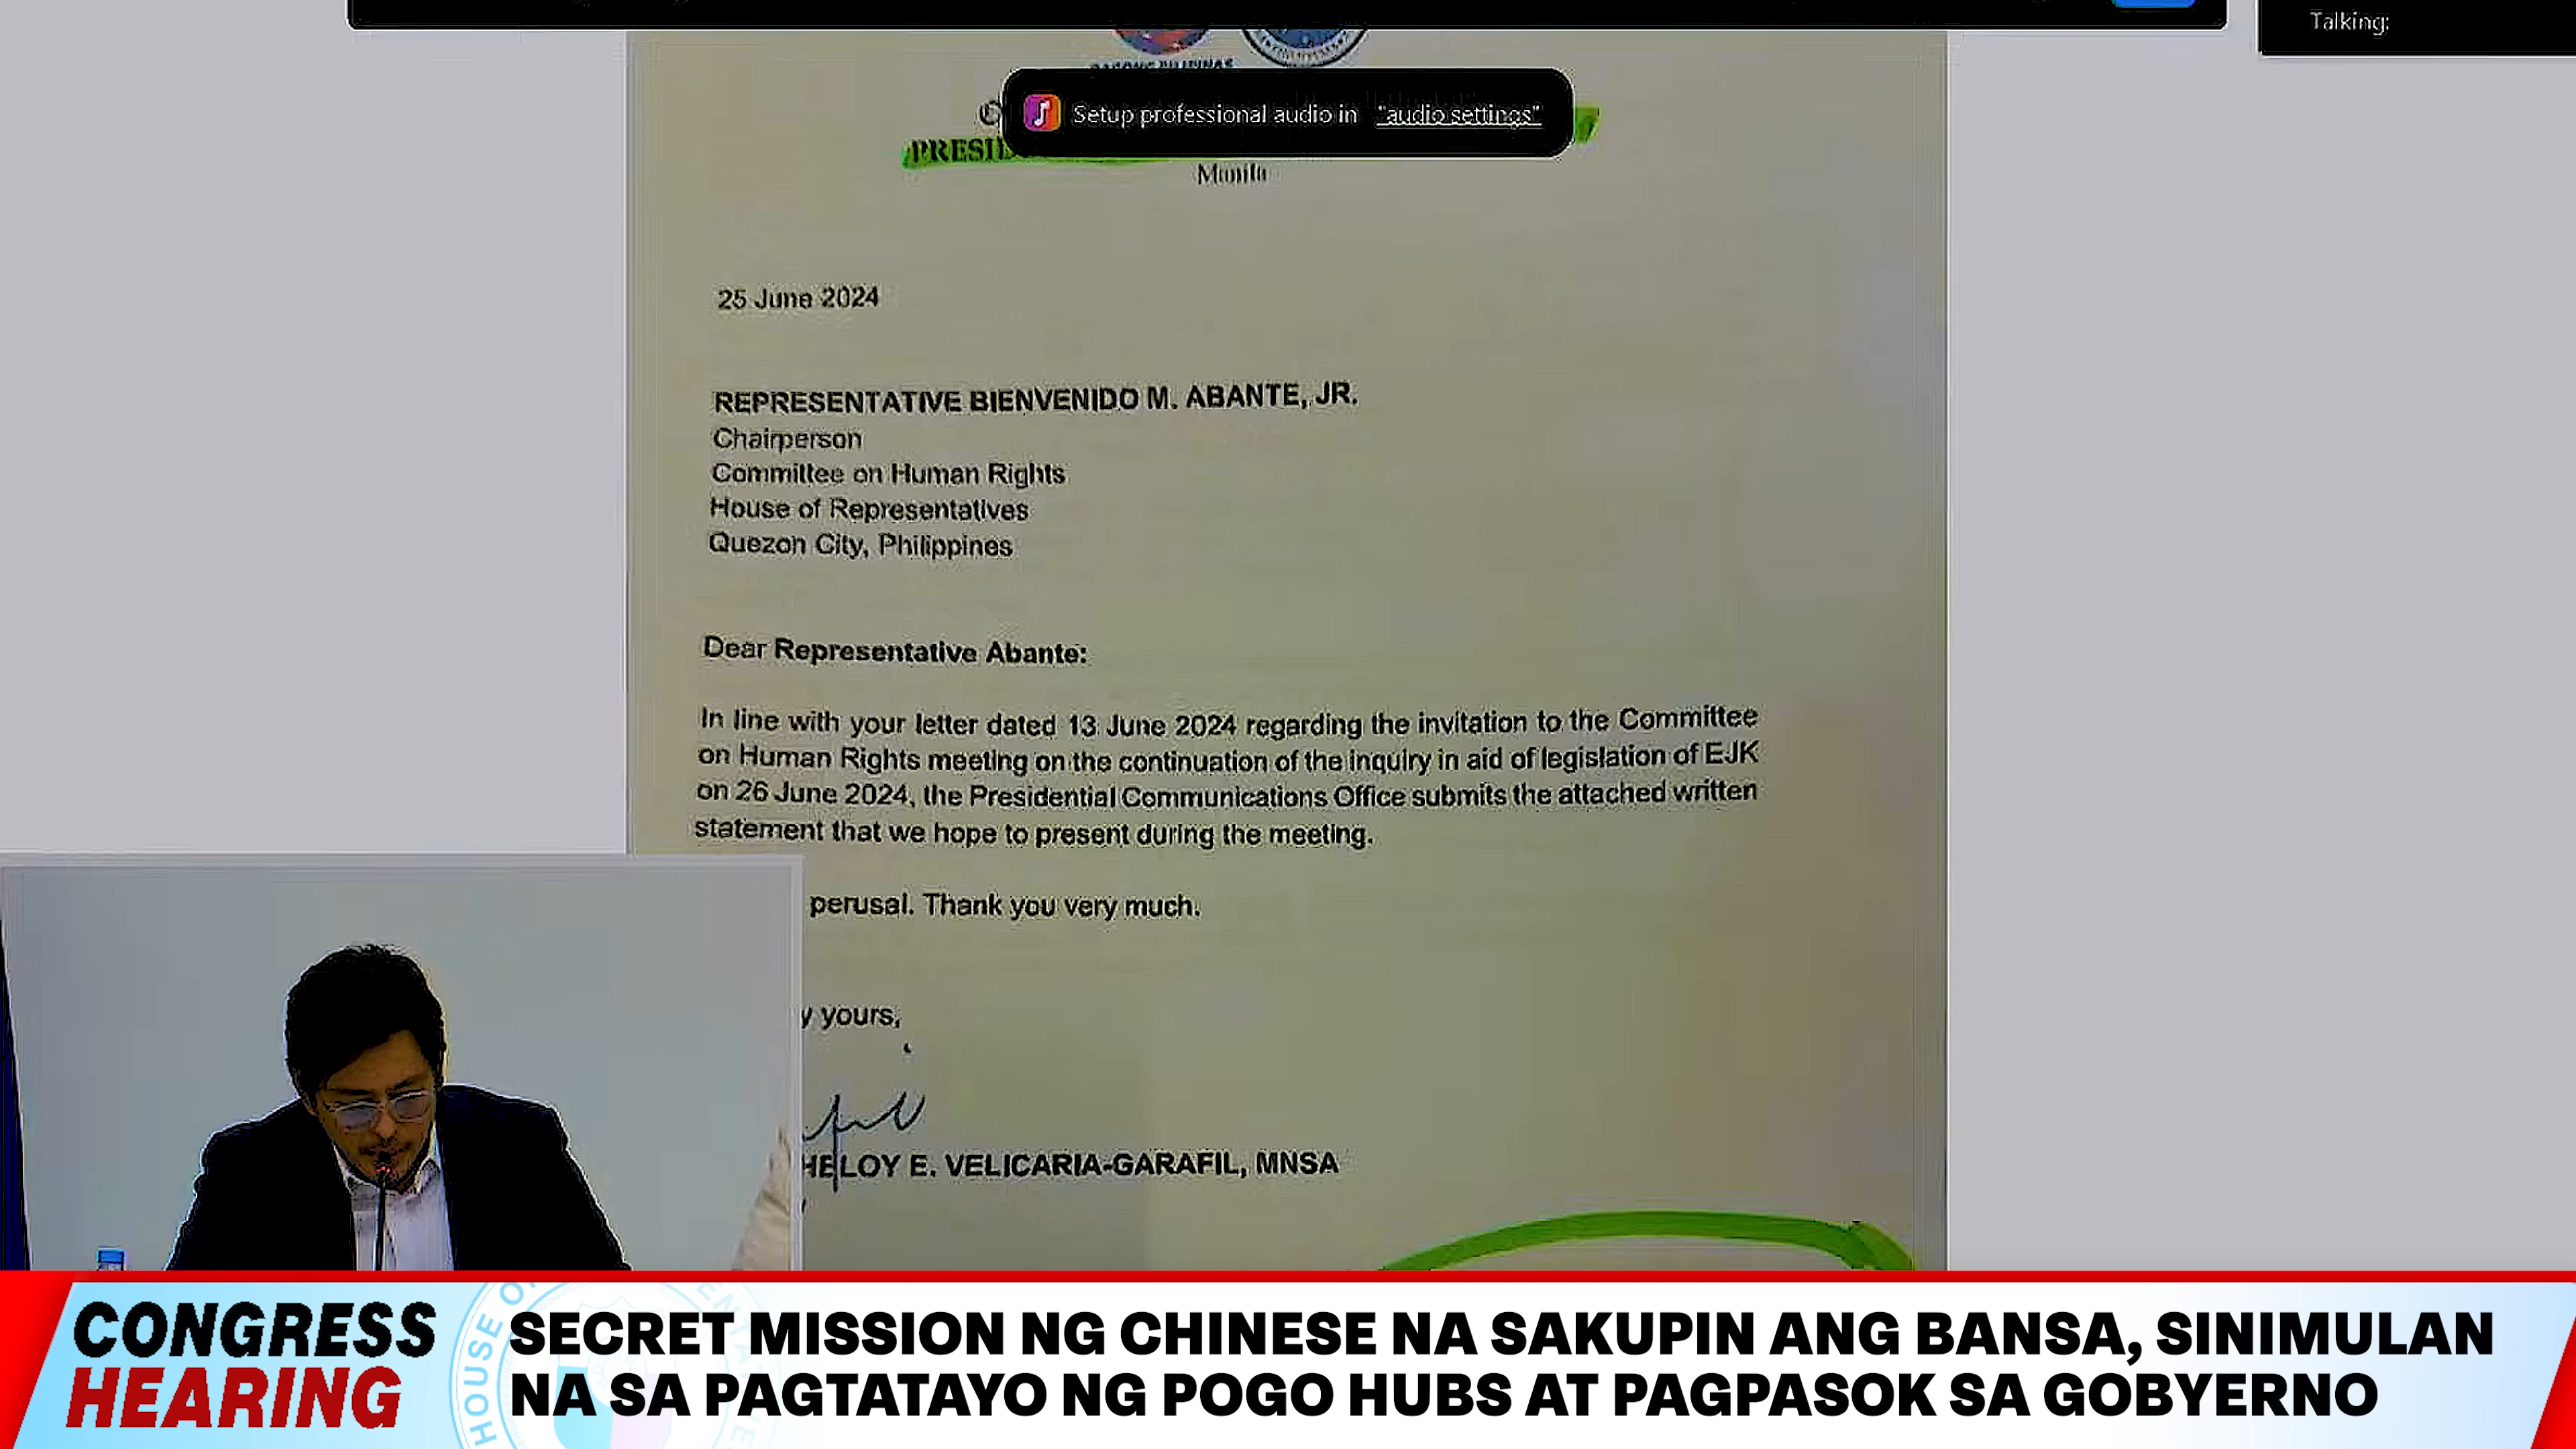 Talking:
BAGONG PILIPINAS
Setup professional audio in "audio settings"
Manila
25 June 2024
REPRESENTATIVE BIENVENIDO M. ABANTE, JR.
Chairperson
Committee on Human Rights
House of Representatives
Quezon City, Philippines
Dear Representative Abante:
In line with your letter dated 13 June 2024 regarding the invitation to the Committee
on Human Rights meeting on the continuation of the inquiry in aid of legislation of EJK
on 26 June 2024, the Presidential Communications Office submits the attached written
statement that we hope to present during the meeting.
perusal. Thank you very much.
yours,
HELOY E. VELICARIA-GARAFIL, MNSA
CONGRESS
HEARING
HOUSE OF
SECRET MISSION NG CHINESE NA SAKUPIN ANG BANSA, SINIMULAN
NA SA PAGTATAYO NG POGO HUBS AT PAGPASOK SA GOBYERNO